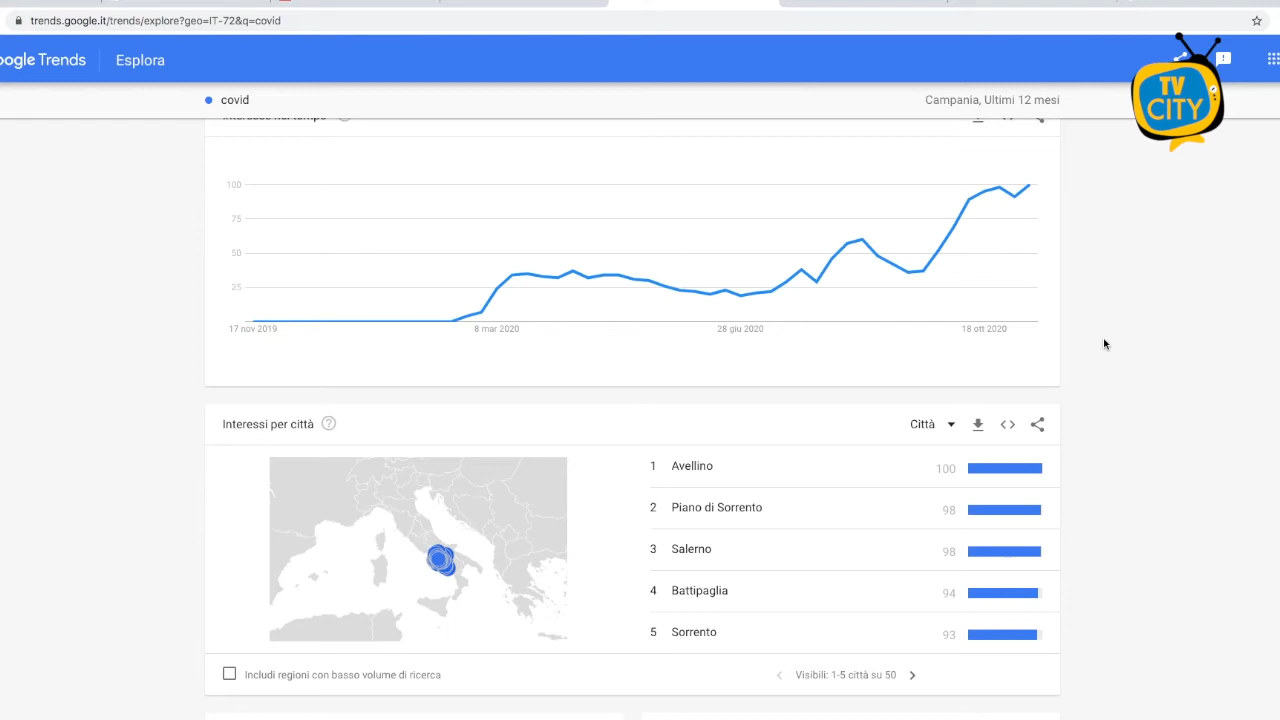 trends.google.it/trends/explore?geo=IT-72&q=covid
oogle Trends
Esplora
TV
CITY
covid
Campania, Ultimi 12 mesi
100
75
50
25
17 nov 2019
8 mar 2020
28 giu 2020
18 ott 2020
Interessi per città
Città
1 Avellino 100
2 Piano di Sorrento 98
3 Salerno 98
4 Battipaglia 94
5 Sorrento 93
Includi regioni con basso volume di ricerca
Visibili: 1-5 città su 50